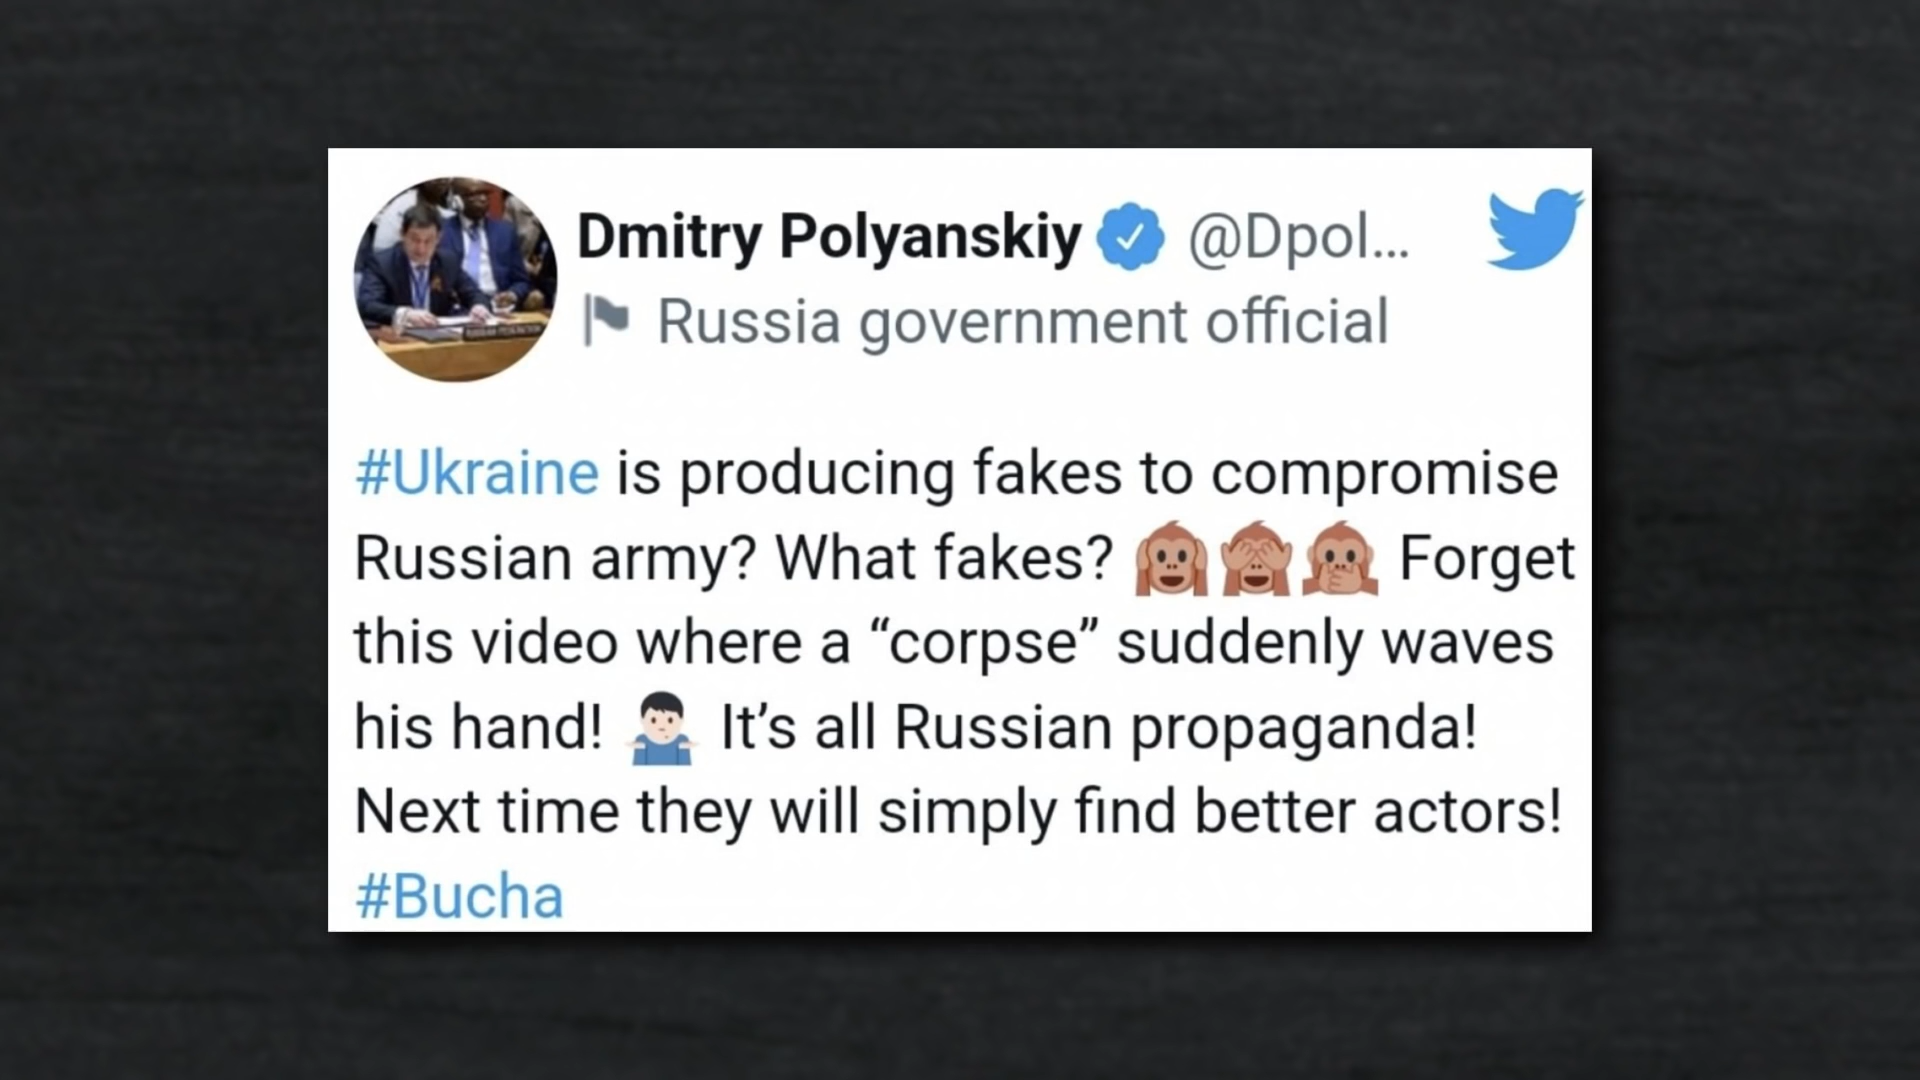 Dmitry Polyanskiy @Dpol...
Russia government official
#Ukraine is producing fakes to compromise
Russian army? What fakes? 🙉🙈🙊 Forget
this video where a “corpse” suddenly waves
his hand! 🤷🏻‍♂️ It’s all Russian propaganda!
Next time they will simply find better actors!
#Bucha